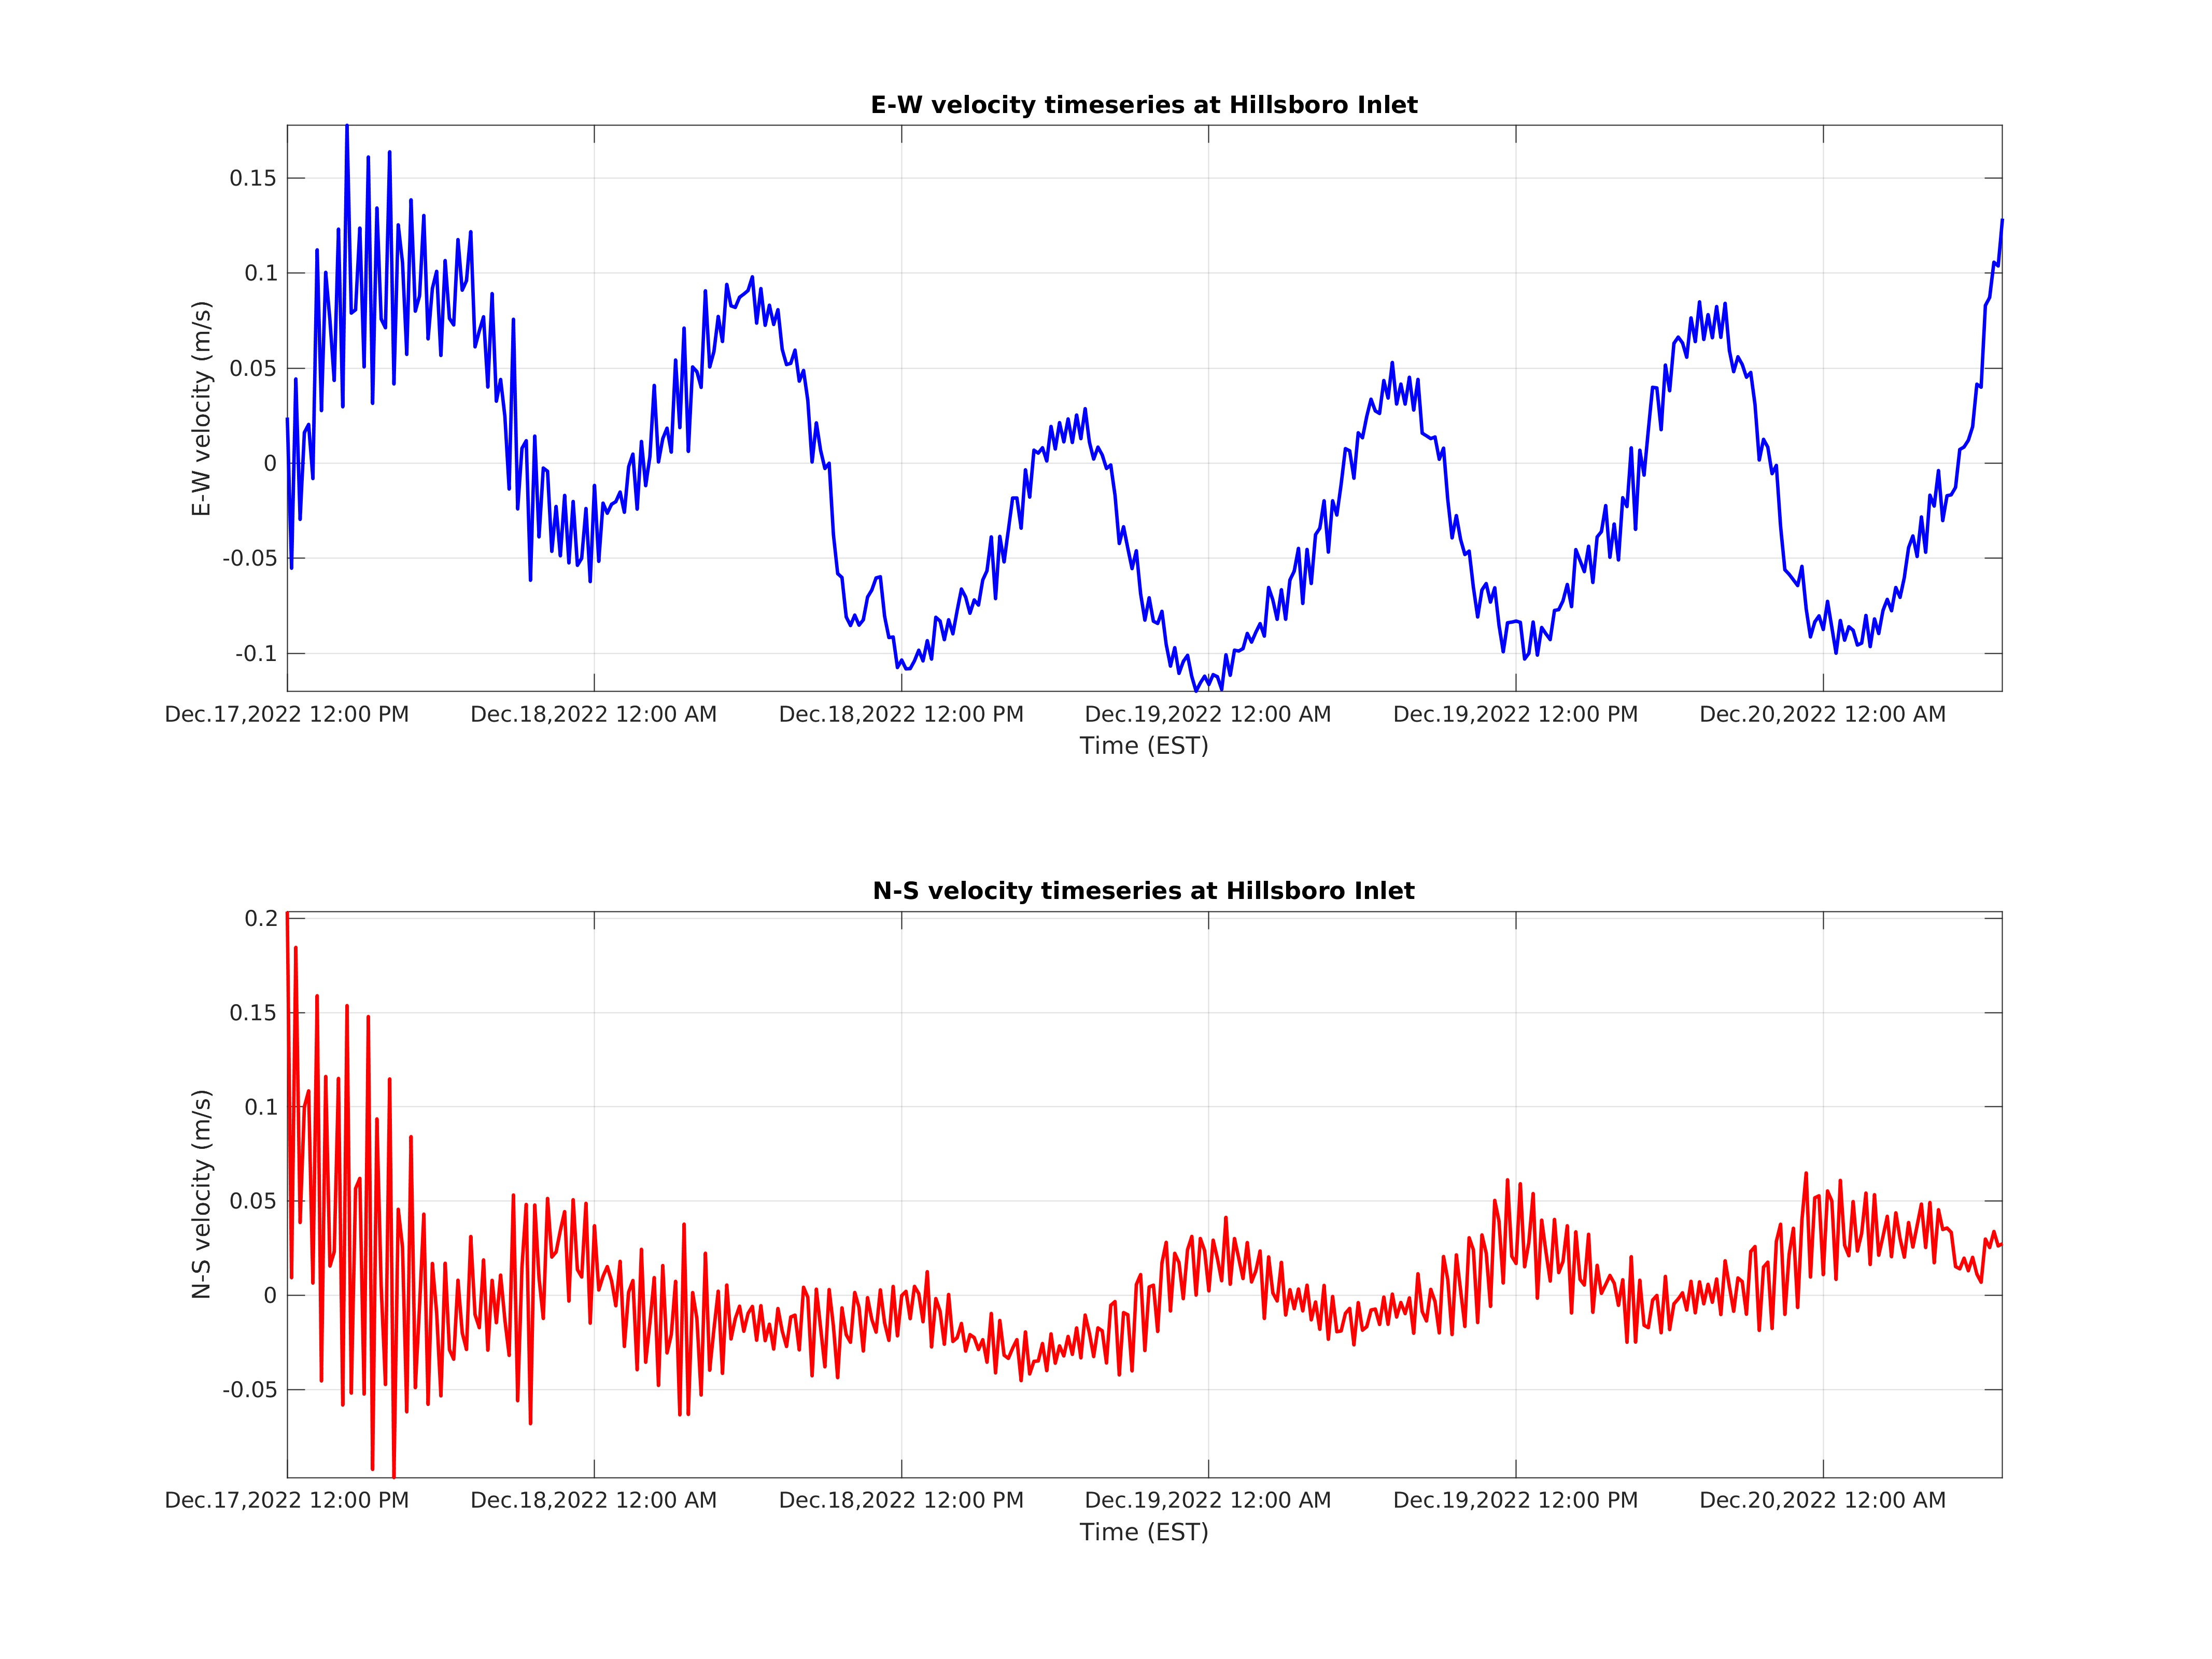 E-W velocity timeseries at Hillsboro Inlet
E-W velocity (m/s)
0.15
0.1
0.05
0
-0.05
-0.1
Dec.17,2022 12:00 PM Dec.18,2022 12:00 AM Dec.18,2022 12:00 PM Dec.19,2022 12:00 AM Dec.19,2022 12:00 PM Dec.20,2022 12:00 AM
Time (EST)
N-S velocity timeseries at Hillsboro Inlet
N-S velocity (m/s)
0.2
0.15
0.1
0.05
0
-0.05
Dec.17,2022 12:00 PM Dec.18,2022 12:00 AM Dec.18,2022 12:00 PM Dec.19,2022 12:00 AM Dec.19,2022 12:00 PM Dec.20,2022 12:00 AM
Time (EST)